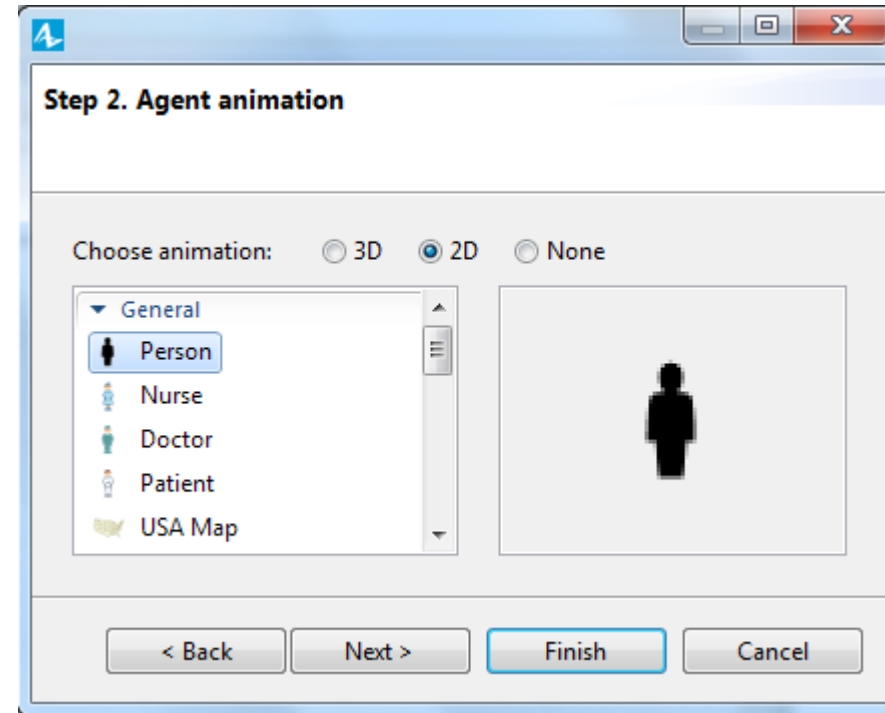 Step 2. Agent animation
Choose animation: 3D 2D None
General
Person
Nurse
Doctor
Patient
USA Map
< Back Next > Finish Cancel